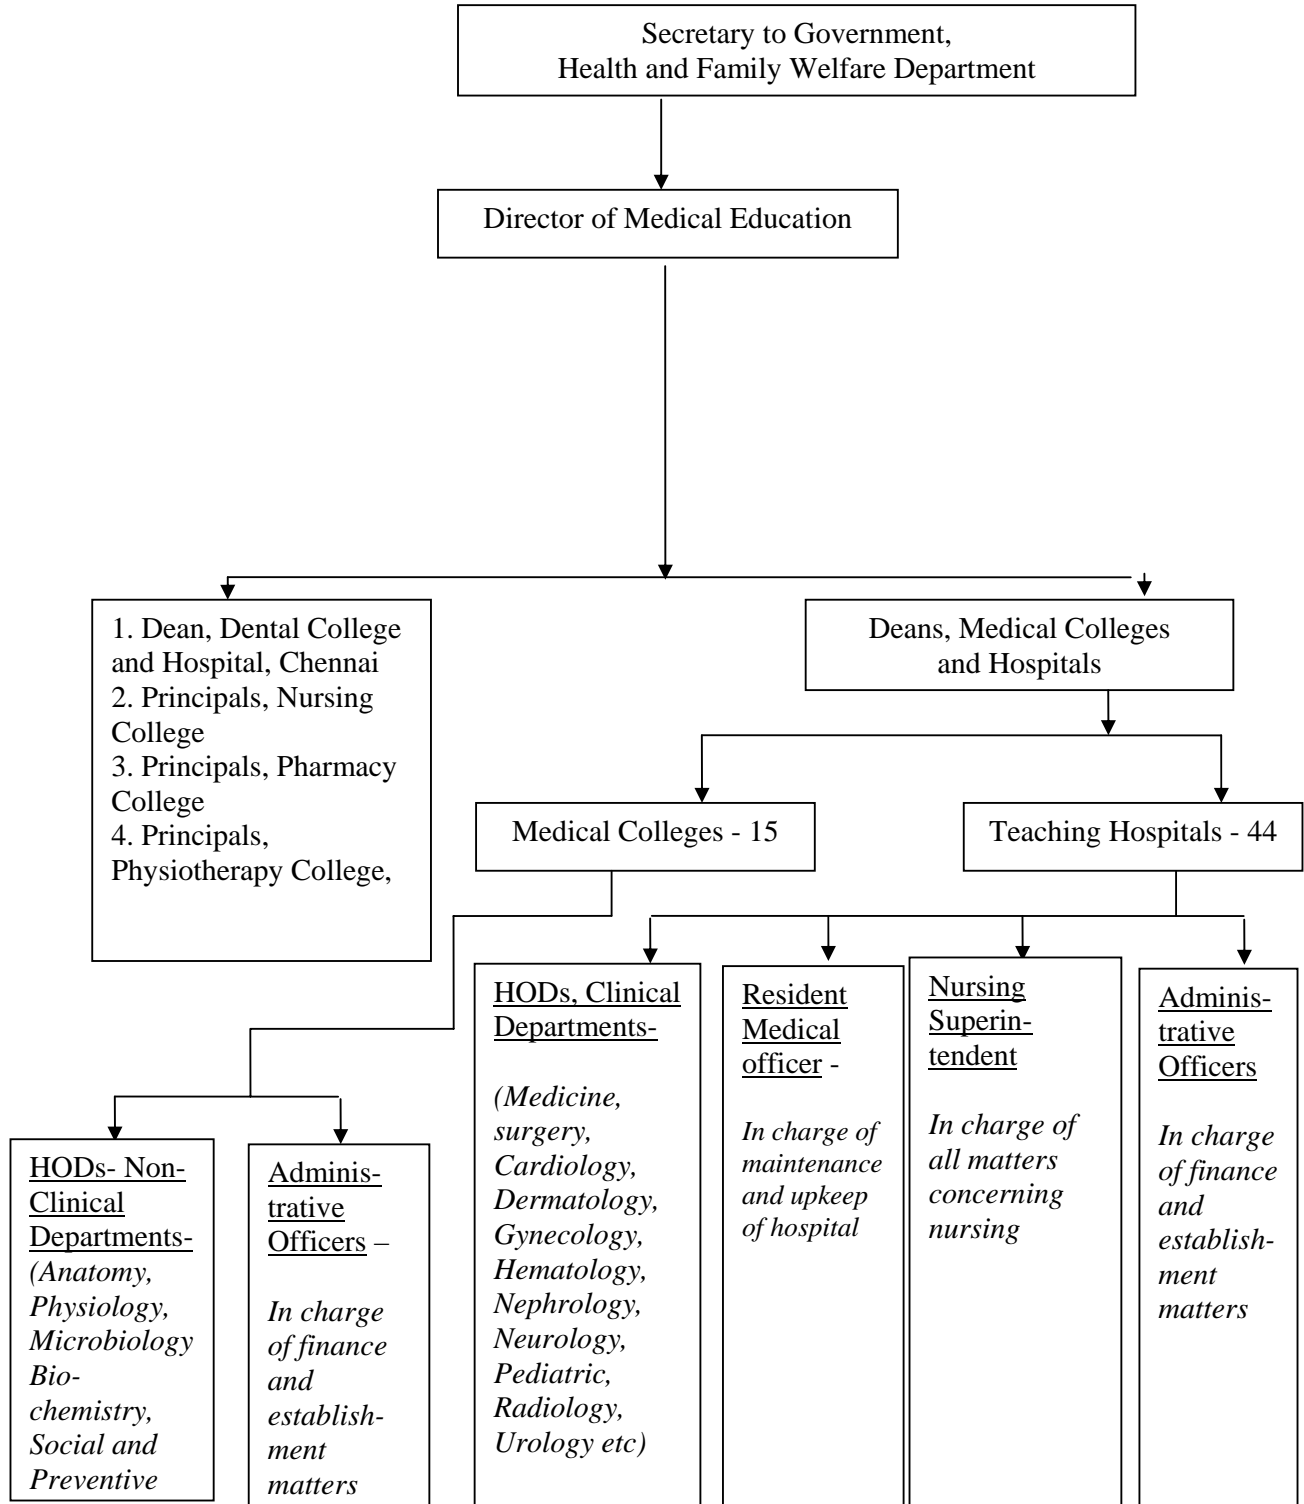 Secretary to Government,
Health and Family Welfare Department
Director of Medical Education
1. Dean, Dental College
and Hospital, Chennai
2. Principals, Nursing
College
3. Principals, Pharmacy
College
4. Principals,
Physiotherapy College,
Deans, Medical Colleges
and Hospitals
Medical Colleges - 15
Teaching Hospitals - 44
HODs- Non-
Clinical
Departments-
(Anatomy,
Physiology,
Microbiology
Bio-
chemistry,
Social and
Preventive
Adminis-
trative
Officers –
In charge
of finance
and
establish-
ment
matters
HODs, Clinical
Departments-
(Medicine,
surgery,
Cardiology,
Dermatology,
Gynecology,
Hematology,
Nephrology,
Neurology,
Pediatric,
Radiology,
Urology etc)
Resident
Medical
officer -
In charge of
maintenance
and upkeep
of hospital
Nursing
Superin-
tendent
In charge of
all matters
concerning
nursing
Adminis-
trative
Officers
In charge
of finance
and
establish-
ment
matters